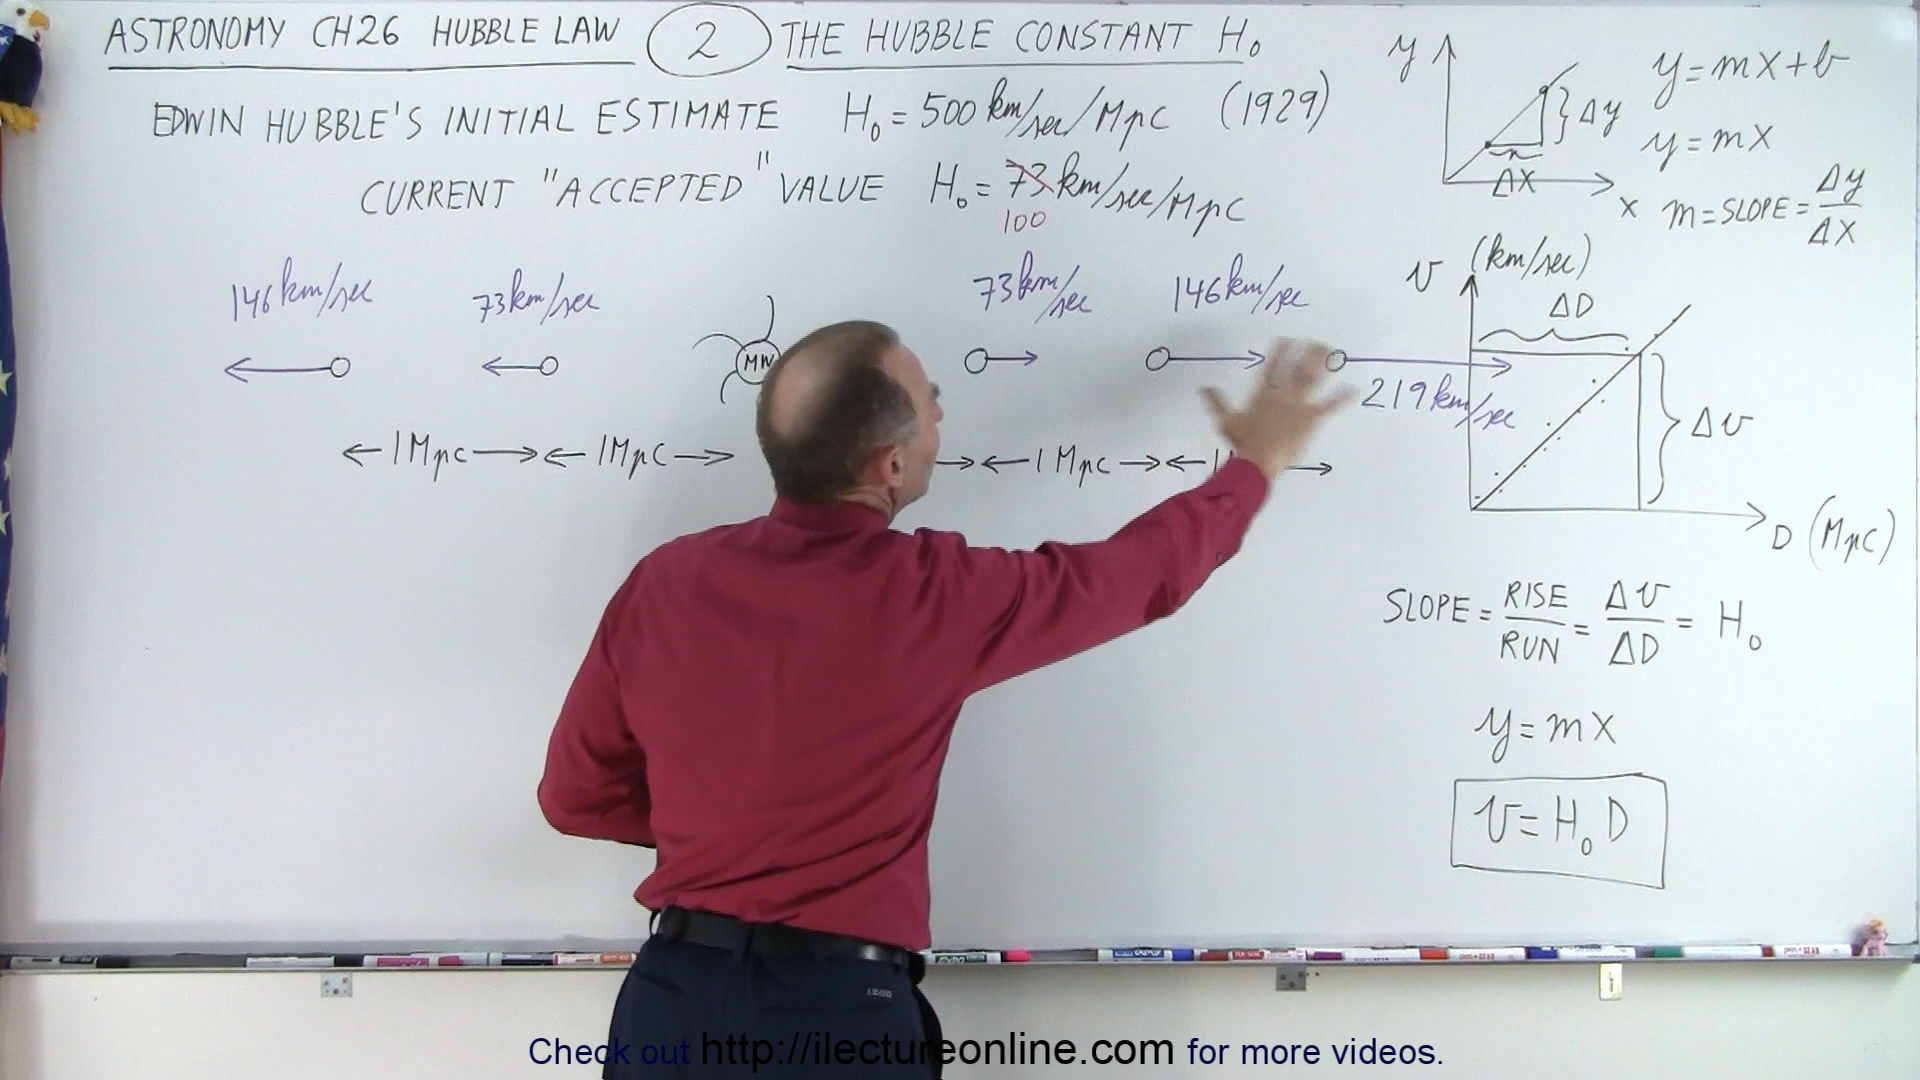 ASTRONOMY CH26 HUBBLE LAW 2 THE HUBBLE CONSTANT H₀
EDWIN HUBBLE'S INITIAL ESTIMATE H₀ = 500 km/sec/Mpc (1929)
CURRENT "ACCEPTED" VALUE H₀ = 73 km/sec/Mpc
100
146 km/sec 73 km/sec 73 km/sec 146 km/sec
MW
219 km/sec
1 Mpc 1 Mpc 1 Mpc
y
Δy
Δx
x
y = mx + b
y = mx
m = SLOPE = Δy/Δx
v (km/sec)
ΔD
Δv
D (Mpc)
SLOPE = RISE/RUN = Δv/ΔD = H₀
y = mx
v = H₀ D
Check out http://ilectureonline.com for more videos.